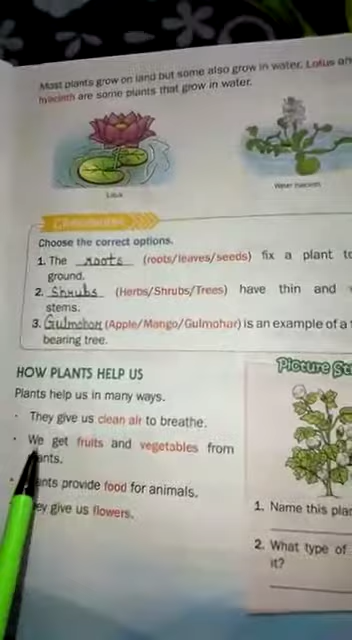 Most plants grow on land but some also grow in water. Lotus an
hyacinth are some plants that grow in water.
Lotus
Water hyacinth
Choose the correct options.
1. The roots (roots/leaves/seeds) fix a plant to
ground.
2. Shrubs (Herbs/Shrubs/Trees) have thin and
stems.
3. Gulmohar (Apple/Mango/Gulmohar) is an example of a
bearing tree.
HOW PLANTS HELP US
Plants help us in many ways.
· They give us clean air to breathe.
· We get fruits and vegetables from
ants.
ants provide food for animals.
ey give us flowers.
Picture St
1. Name this plan
2. What type of
it?